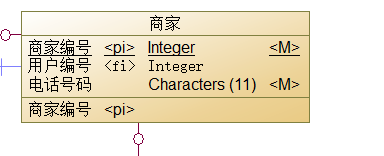 商家
商家编号 <pi> Integer <M>
用户编号 <fi> Integer
电话号码 Characters (11) <M>
商家编号 <pi>